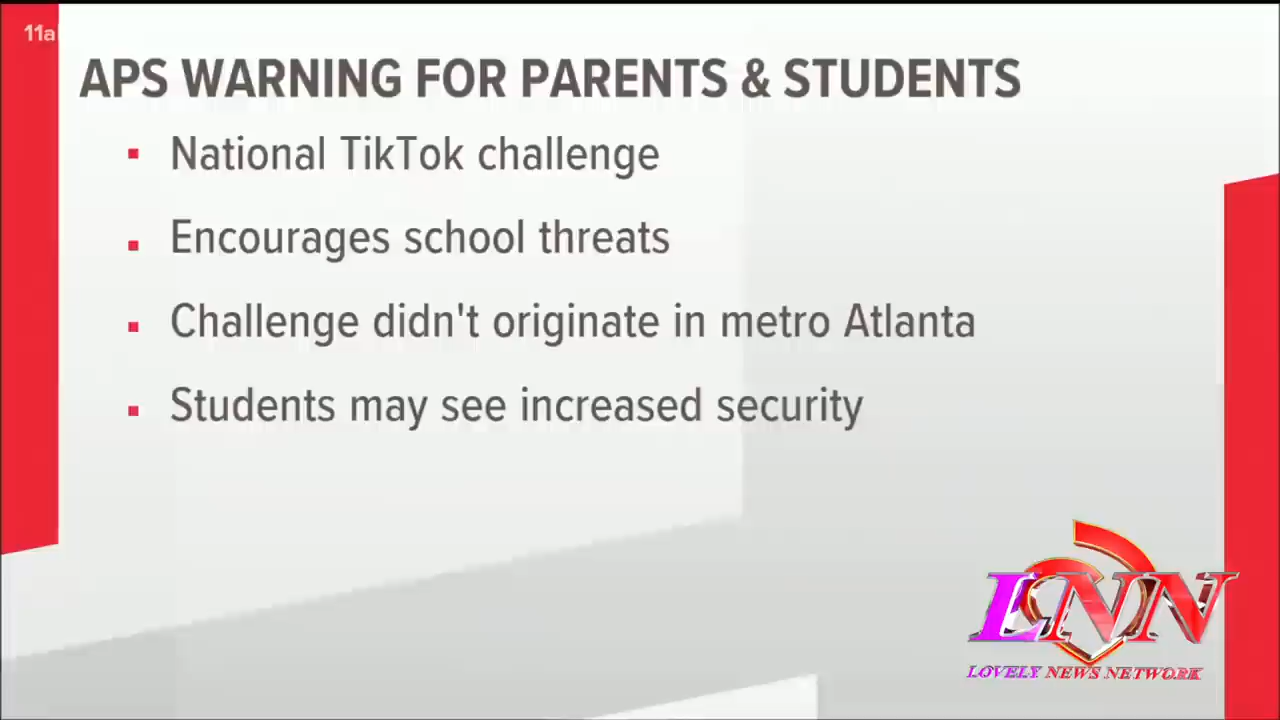 11al
APS WARNING FOR PARENTS & STUDENTS
National TikTok challenge
Encourages school threats
Challenge didn't originate in metro Atlanta
Students may see increased security
LNN
LOVELY NEWS NETWORK